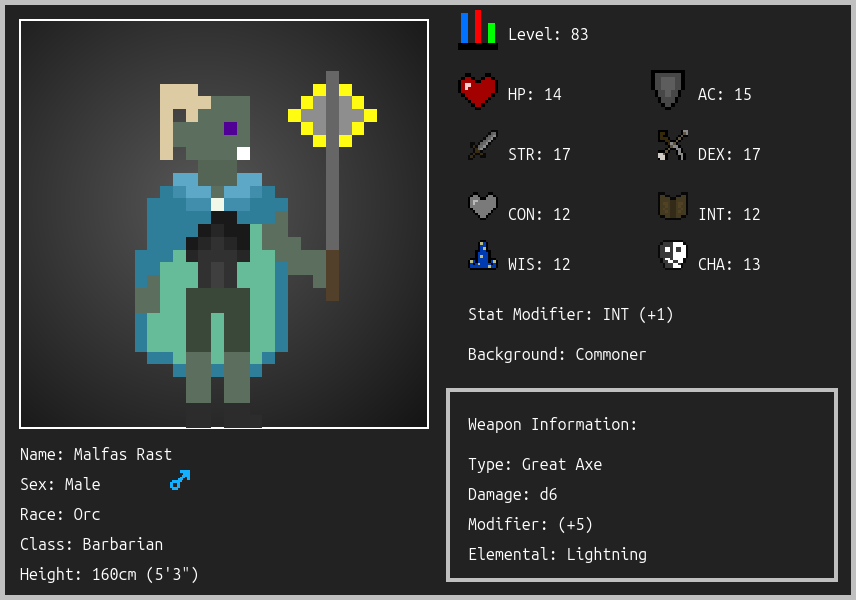 Level: 83
HP: 14
AC: 15
STR: 17
DEX: 17
CON: 12
INT: 12
WIS: 12
CHA: 13
Stat Modifier: INT (+1)
Background: Commoner
Weapon Information:
Type: Great Axe
Damage: d6
Modifier: (+5)
Elemental: Lightning
Name: Malfas Rast
Sex: Male
Race: Orc
Class: Barbarian
Height: 160cm (5'3")